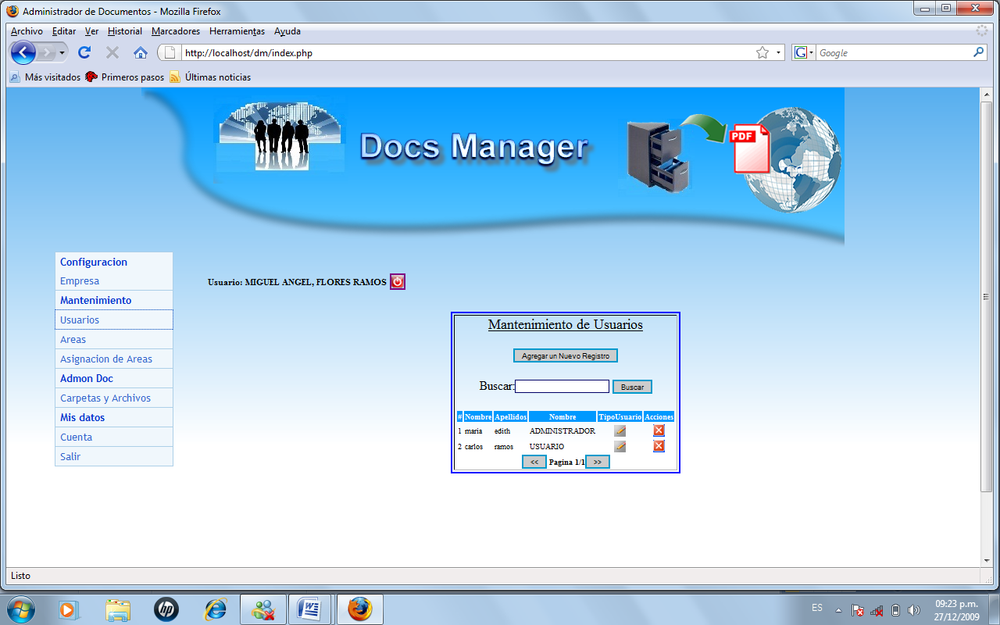 Administrador de Documentos - Mozilla Firefox
Archivo Editar Ver Historial Marcadores Herramientas Ayuda
http://localhost/dm/index.php
G Google
Más visitados Primeros pasos Últimas noticias
Docs Manager
PDF
Configuracion
Empresa
Mantenimiento
Usuarios
Areas
Asignacion de Areas
Admon Doc
Carpetas y Archivos
Mis datos
Cuenta
Salir
Usuario: MIGUEL ANGEL, FLORES RAMOS
Mantenimiento de Usuarios
Agregar un Nuevo Registro
Buscar: Buscar
# Nombre Apellidos Nombre TipoUsuario Acciones
1 maria edith ADMINISTRADOR
2 carlos ramos USUARIO
<< Pagina 1/1 >>
Listo
hp
W
ES
09:23 p.m.
27/12/2009